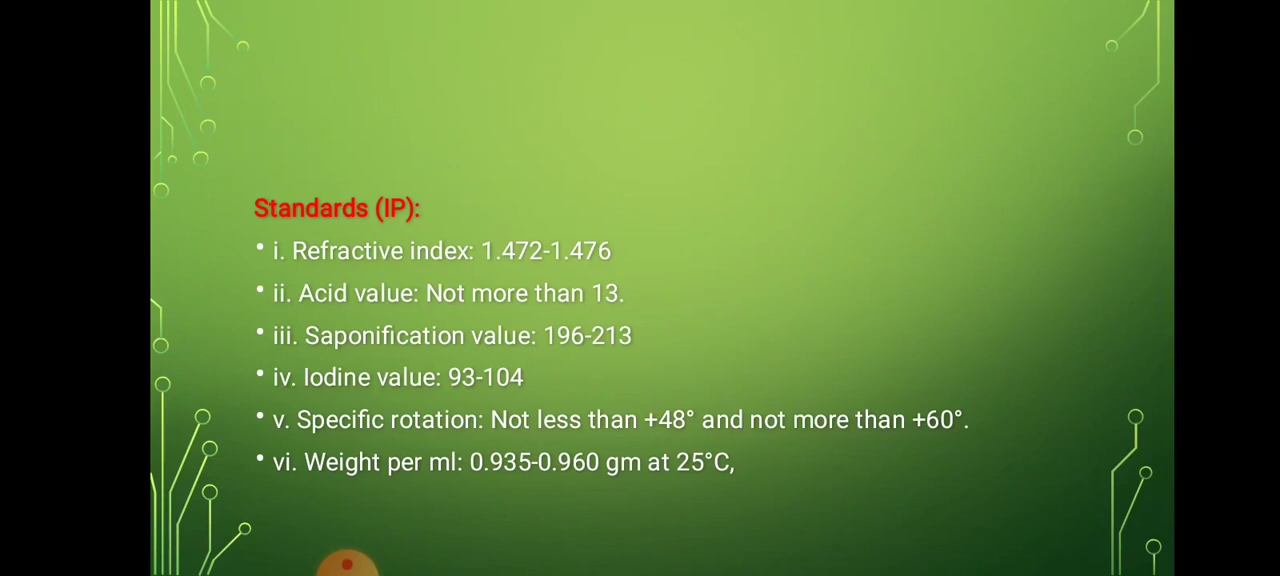 Standards (IP):
• i. Refractive index: 1.472-1.476
• ii. Acid value: Not more than 13.
• iii. Saponification value: 196-213
• iv. Iodine value: 93-104
• v. Specific rotation: Not less than +48° and not more than +60°.
• vi. Weight per ml: 0.935-0.960 gm at 25°C,